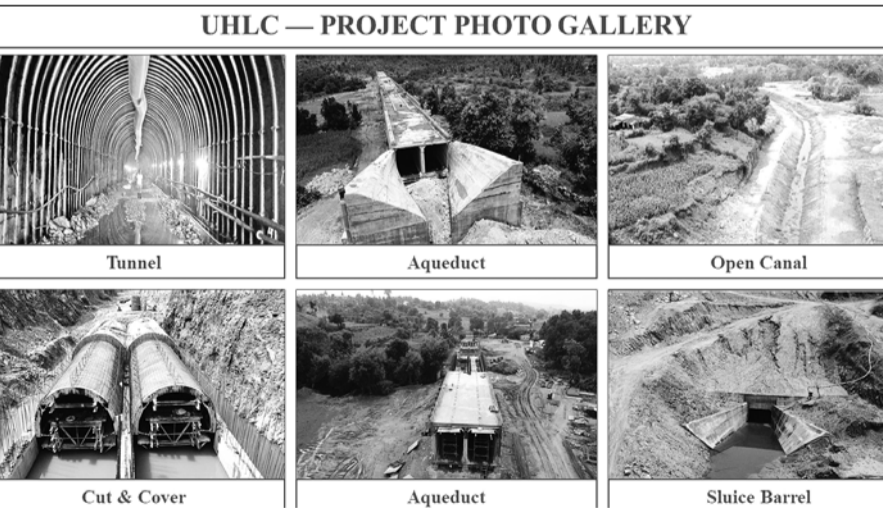 UHLC — PROJECT PHOTO GALLERY
Tunnel
Aqueduct
Open Canal
Cut & Cover
Aqueduct
Sluice Barrel